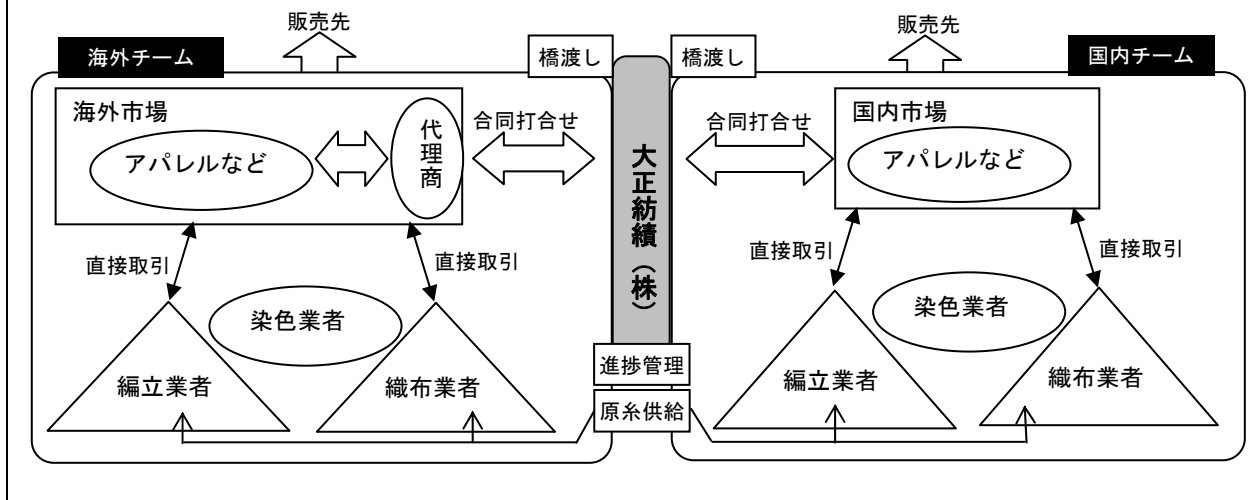 販売先
販売先
海外チーム
橋渡し
橋渡し
国内チーム
海外市場
アパレルなど
代理商
合同打合せ
大正紡績（株）
合同打合せ
国内市場
アパレルなど
直接取引
直接取引
直接取引
直接取引
染色業者
染色業者
編立業者
織布業者
進捗管理
原糸供給
編立業者
織布業者